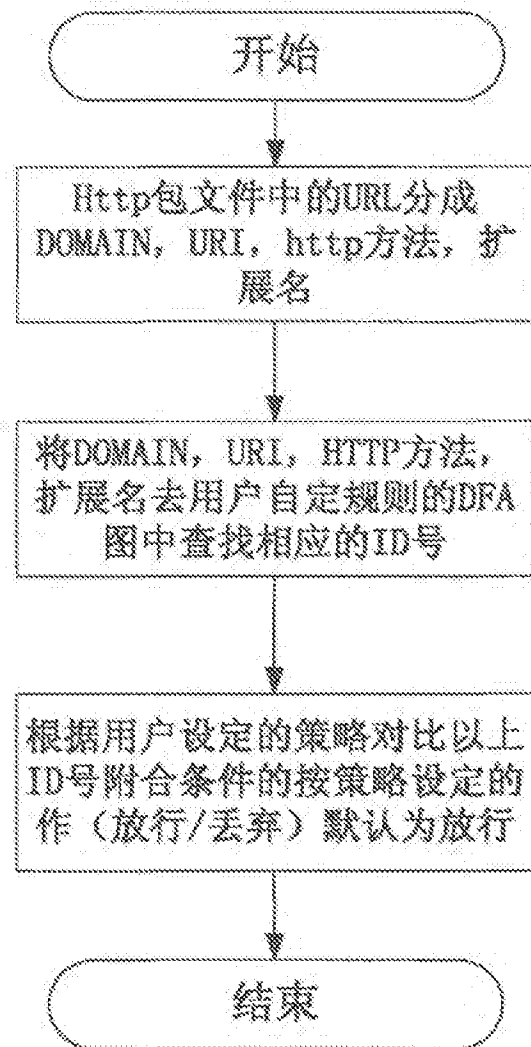 开始
Http包文件中的URL分成
DOMAIN, URI, http方法, 扩
展名
将DOMAIN, URI, HTTP方法,
扩展名去用户自定规则的DFA
图中查找相应的ID号
根据用户设定的策略对比以上
ID号附合条件的按策略设定的
作（放行/丢弃）默认为放行
结束